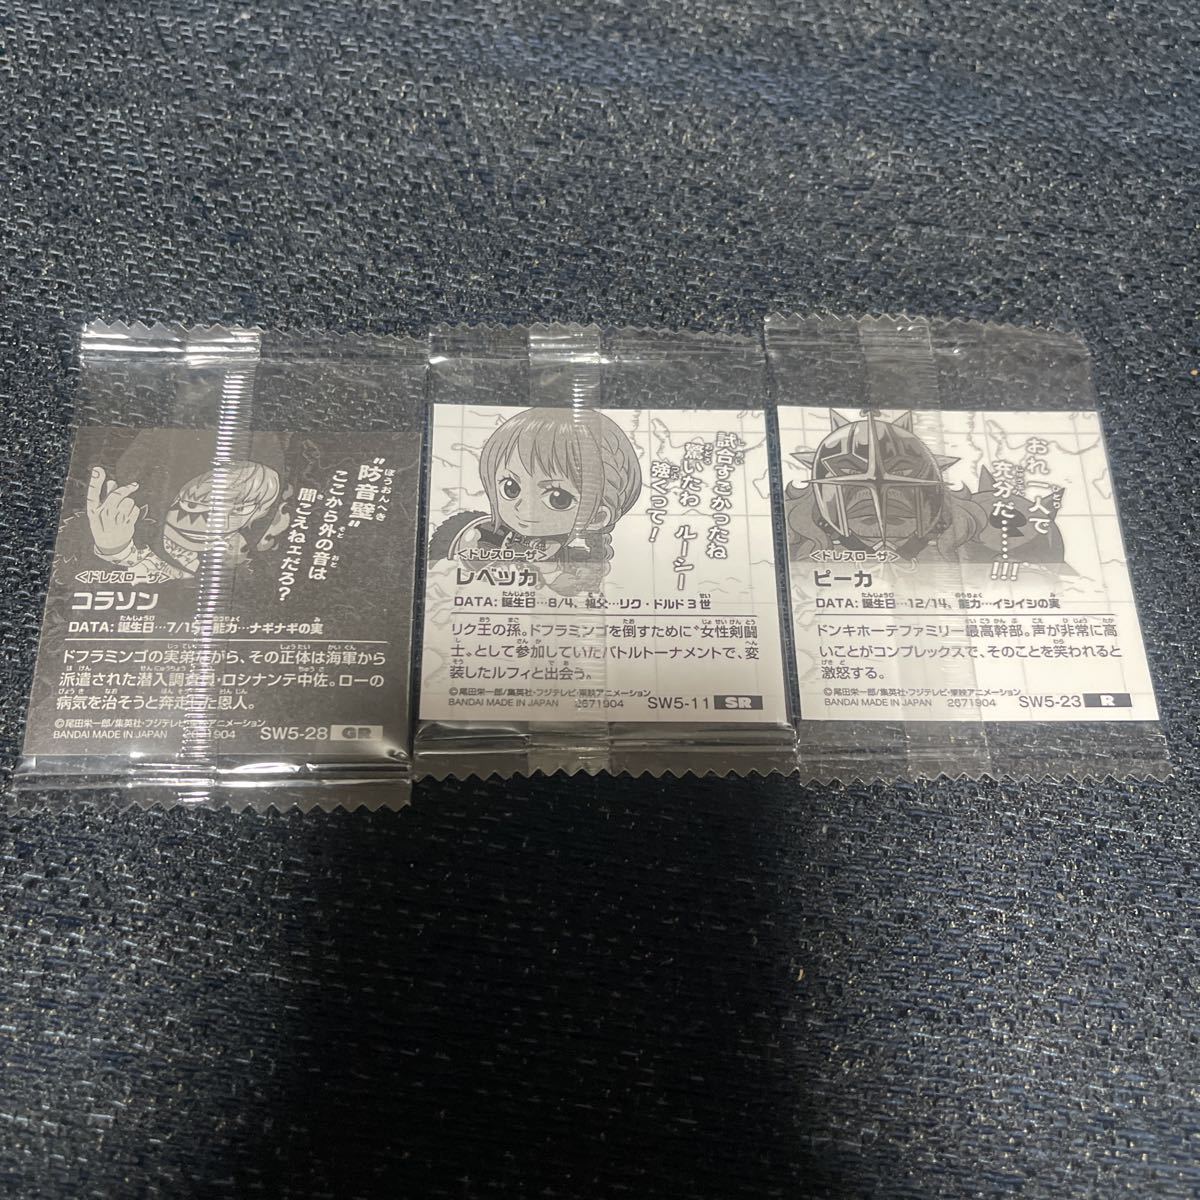 "防音壁"
ここから外の音は
聞こえねェだろ?
<ドレスローザ>
コラソン
DATA: 誕生日…7/15、能力…ナギナギの実
ドフラミンゴの実弟ながら、その正体は海軍から
派遣された潜入調査員・ロシナンテ中佐。ローの
病気を治そうと奔走した恩人。
©尾田栄一郎/集英社・フジテレビ・東映アニメーション
BANDAI MADE IN JAPAN 2671904 SW5-28 GR
試合すごかったね
驚いたわ ルーシー
強くって!
<ドレスローザ>
レベッカ
DATA: 誕生日…8/4、祖父…リク・ドルド3世
リク王の孫。ドフラミンゴを倒すために"女性剣闘
士"として参加していたバトルトーナメントで、変
装したルフィと出会う。
©尾田栄一郎/集英社・フジテレビ・東映アニメーション
BANDAI MADE IN JAPAN 2671904 SW5-11 SR
おれ一人で
充分だ……!!!
<ドレスローザ>
ピーカ
DATA: 誕生日…12/14、能力…イシイシの実
ドンキホーテファミリー最高幹部。声が非常に高
いことがコンプレックスで、そのことを笑われると
激怒する。
©尾田栄一郎/集英社・フジテレビ・東映アニメーション
BANDAI MADE IN JAPAN 2671904 SW5-23 R